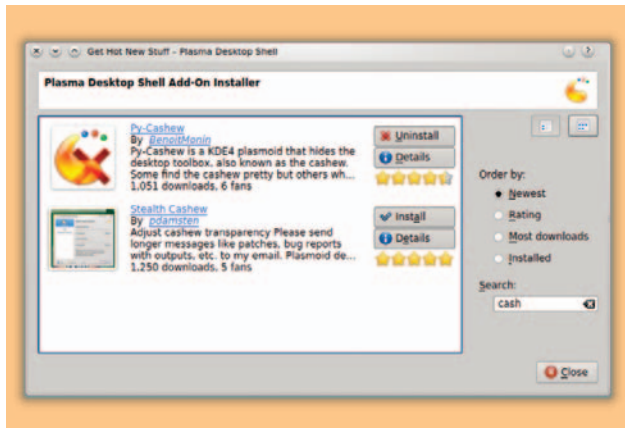 Get Hot New Stuff - Plasma Desktop Shell
Plasma Desktop Shell Add-On Installer
Py-Cashew
By BenoitMonin
Py-Cashew is a KDE4 plasmoid that hides the
desktop toolbox, also known as the cashew.
Some find the cashew pretty but others wh...
1,051 downloads, 6 fans
Uninstall
Details
Stealth Cashew
By pdamsten
Adjust cashew transparency Please send
longer messages like patches, bug reports
with outputs, etc. to my email. Plasmoid de...
1,250 downloads, 5 fans
Install
Details
Order by:
Newest
Rating
Most downloads
Installed
Search:
cash
Close